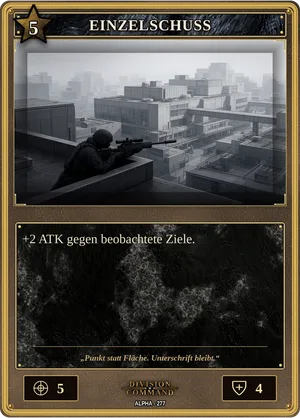 5
EINZELSCHUSS
+2 ATK gegen beobachtete Ziele.
„Punkt statt Fläche. Unterschrift bleibt.“
5
DIVISION
COMMAND
ALPHA · 277
4